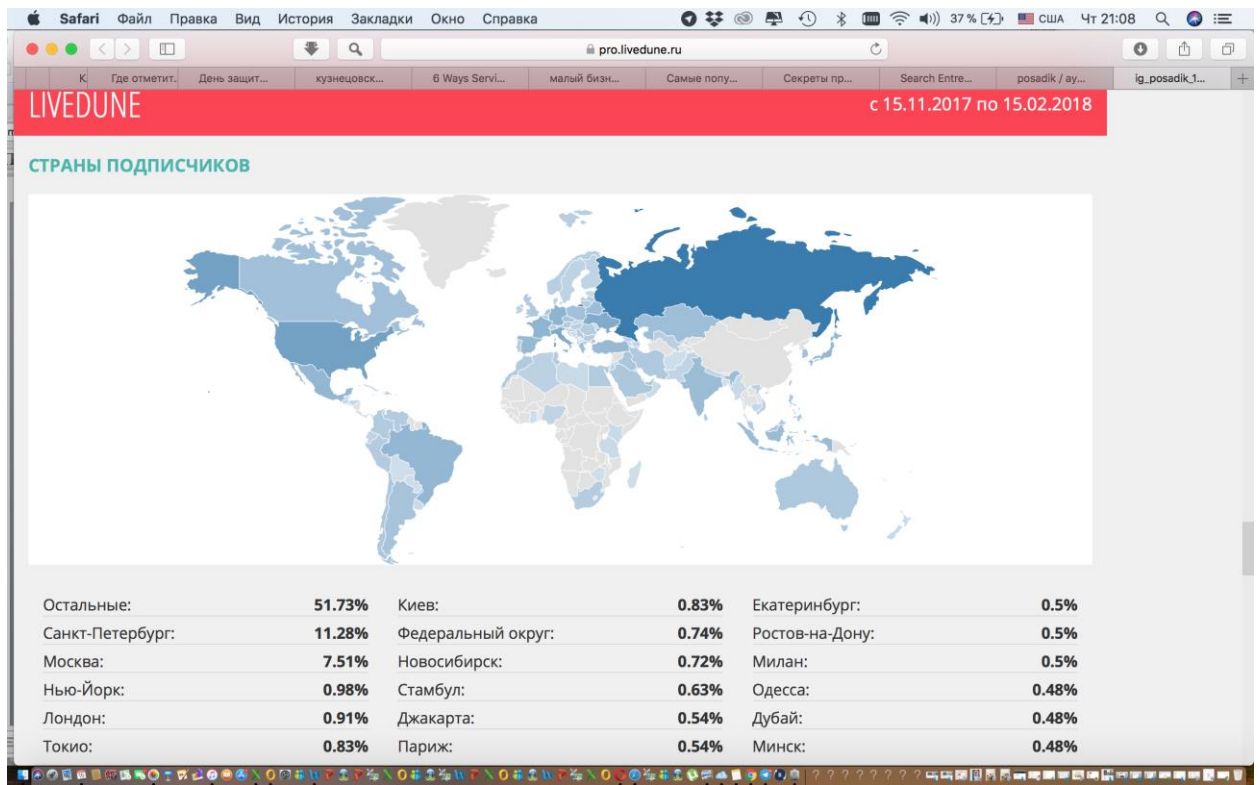 Safari Файл Правка Вид История Закладки Окно Справка 37 % США Чт 21:08
pro.livedune.ru
К Где отметит. День защит... кузнецовск... 6 Ways Servi... малый бизн... Самые попу... Секреты пр... Search Entre... posadik / ау... ig_posadik_1...
LIVEDUNE с 15.11.2017 по 15.02.2018
СТРАНЫ ПОДПИСЧИКОВ
Остальные: 51.73% Киев: 0.83% Екатеринбург: 0.5%
Санкт-Петербург: 11.28% Федеральный округ: 0.74% Ростов-на-Дону: 0.5%
Москва: 7.51% Новосибирск: 0.72% Милан: 0.5%
Нью-Йорк: 0.98% Стамбул: 0.63% Одесса: 0.48%
Лондон: 0.91% Джакарта: 0.54% Дубай: 0.48%
Токио: 0.83% Париж: 0.54% Минск: 0.48%